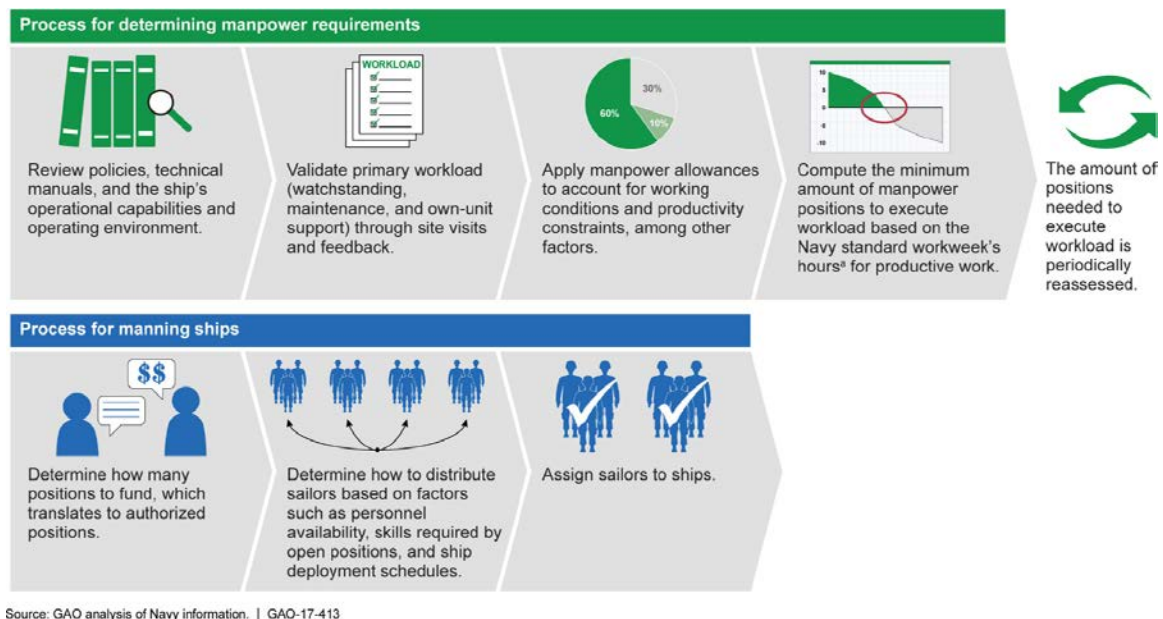 Process for determining manpower requirements
WORKLOAD
60%
30%
10%
10
5
0
-5
-10
Review policies, technical
manuals, and the ship's
operational capabilities and
operating environment.
Validate primary workload
(watchstanding,
maintenance, and own-unit
support) through site visits
and feedback.
Apply manpower allowances
to account for working
conditions and productivity
constraints, among other
factors.
Compute the minimum
amount of manpower
positions to execute
workload based on the
Navy standard workweek's
hoursª for productive work.
The amount of
positions
needed to
execute
workload is
periodically
reassessed.
Process for manning ships
$$
Determine how many
positions to fund, which
translates to authorized
positions.
Determine how to distribute
sailors based on factors
such as personnel
availability, skills required by
open positions, and ship
deployment schedules.
Assign sailors to ships.
Source: GAO analysis of Navy information. | GAO-17-413